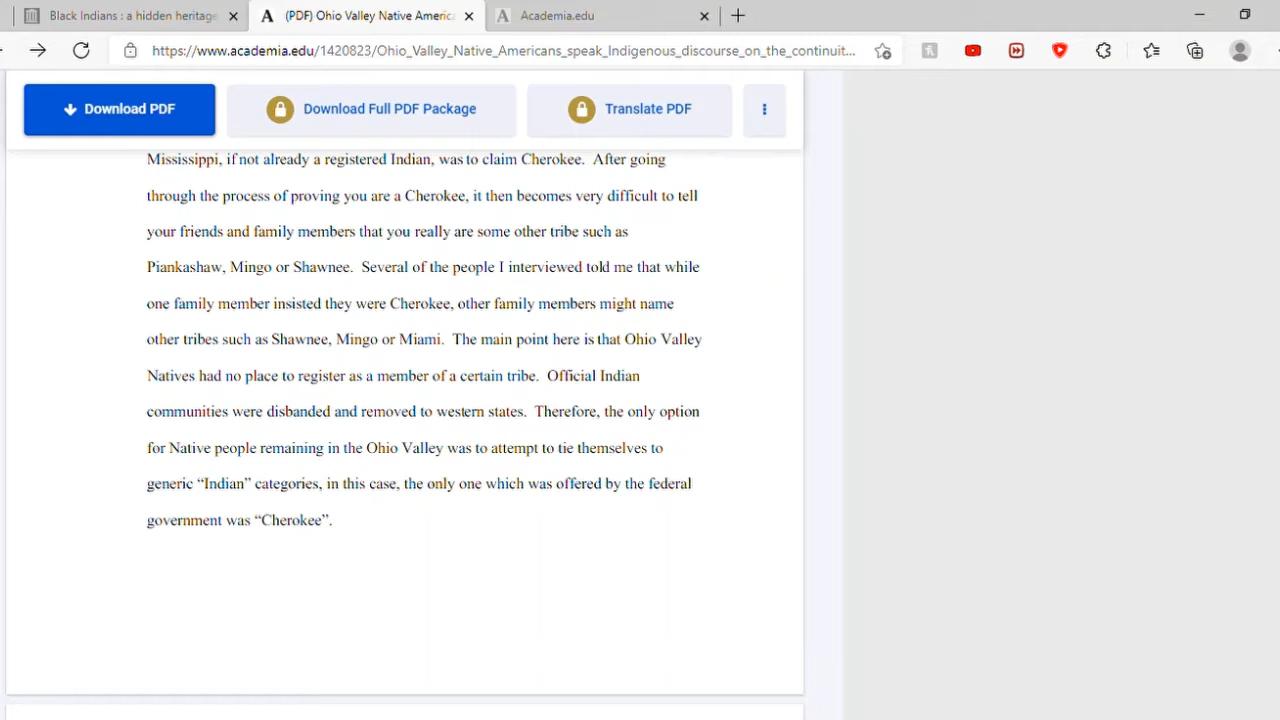 Black Indians : a hidden heritage
(PDF) Ohio Valley Native America
Academia.edu
https://www.academia.edu/1420823/Ohio_Valley_Native_Americans_speak_Indigenous_discourse_on_the_continuit...
Download PDF
Download Full PDF Package
Translate PDF
Mississippi, if not already a registered Indian, was to claim Cherokee. After going
through the process of proving you are a Cherokee, it then becomes very difficult to tell
your friends and family members that you really are some other tribe such as
Piankashaw, Mingo or Shawnee. Several of the people I interviewed told me that while
one family member insisted they were Cherokee, other family members might name
other tribes such as Shawnee, Mingo or Miami. The main point here is that Ohio Valley
Natives had no place to register as a member of a certain tribe. Official Indian
communities were disbanded and removed to western states. Therefore, the only option
for Native people remaining in the Ohio Valley was to attempt to tie themselves to
generic “Indian” categories, in this case, the only one which was offered by the federal
government was “Cherokee”.